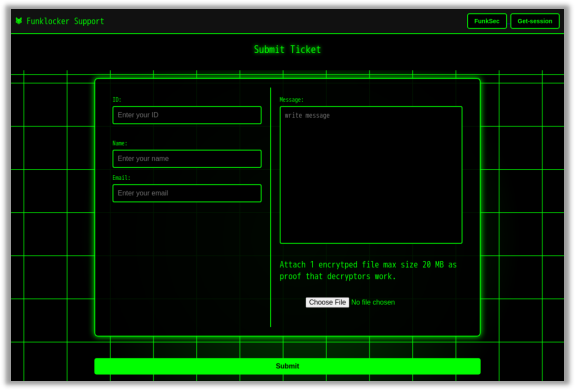 Funklocker Support
FunkSec
Get-session
Submit Ticket
ID:
Enter your ID
Name:
Enter your name
Email:
Enter your email
Message:
write message
Attach 1 encrytped file max size 20 MB as
proof that decryptors work.
Choose File No file chosen
Submit